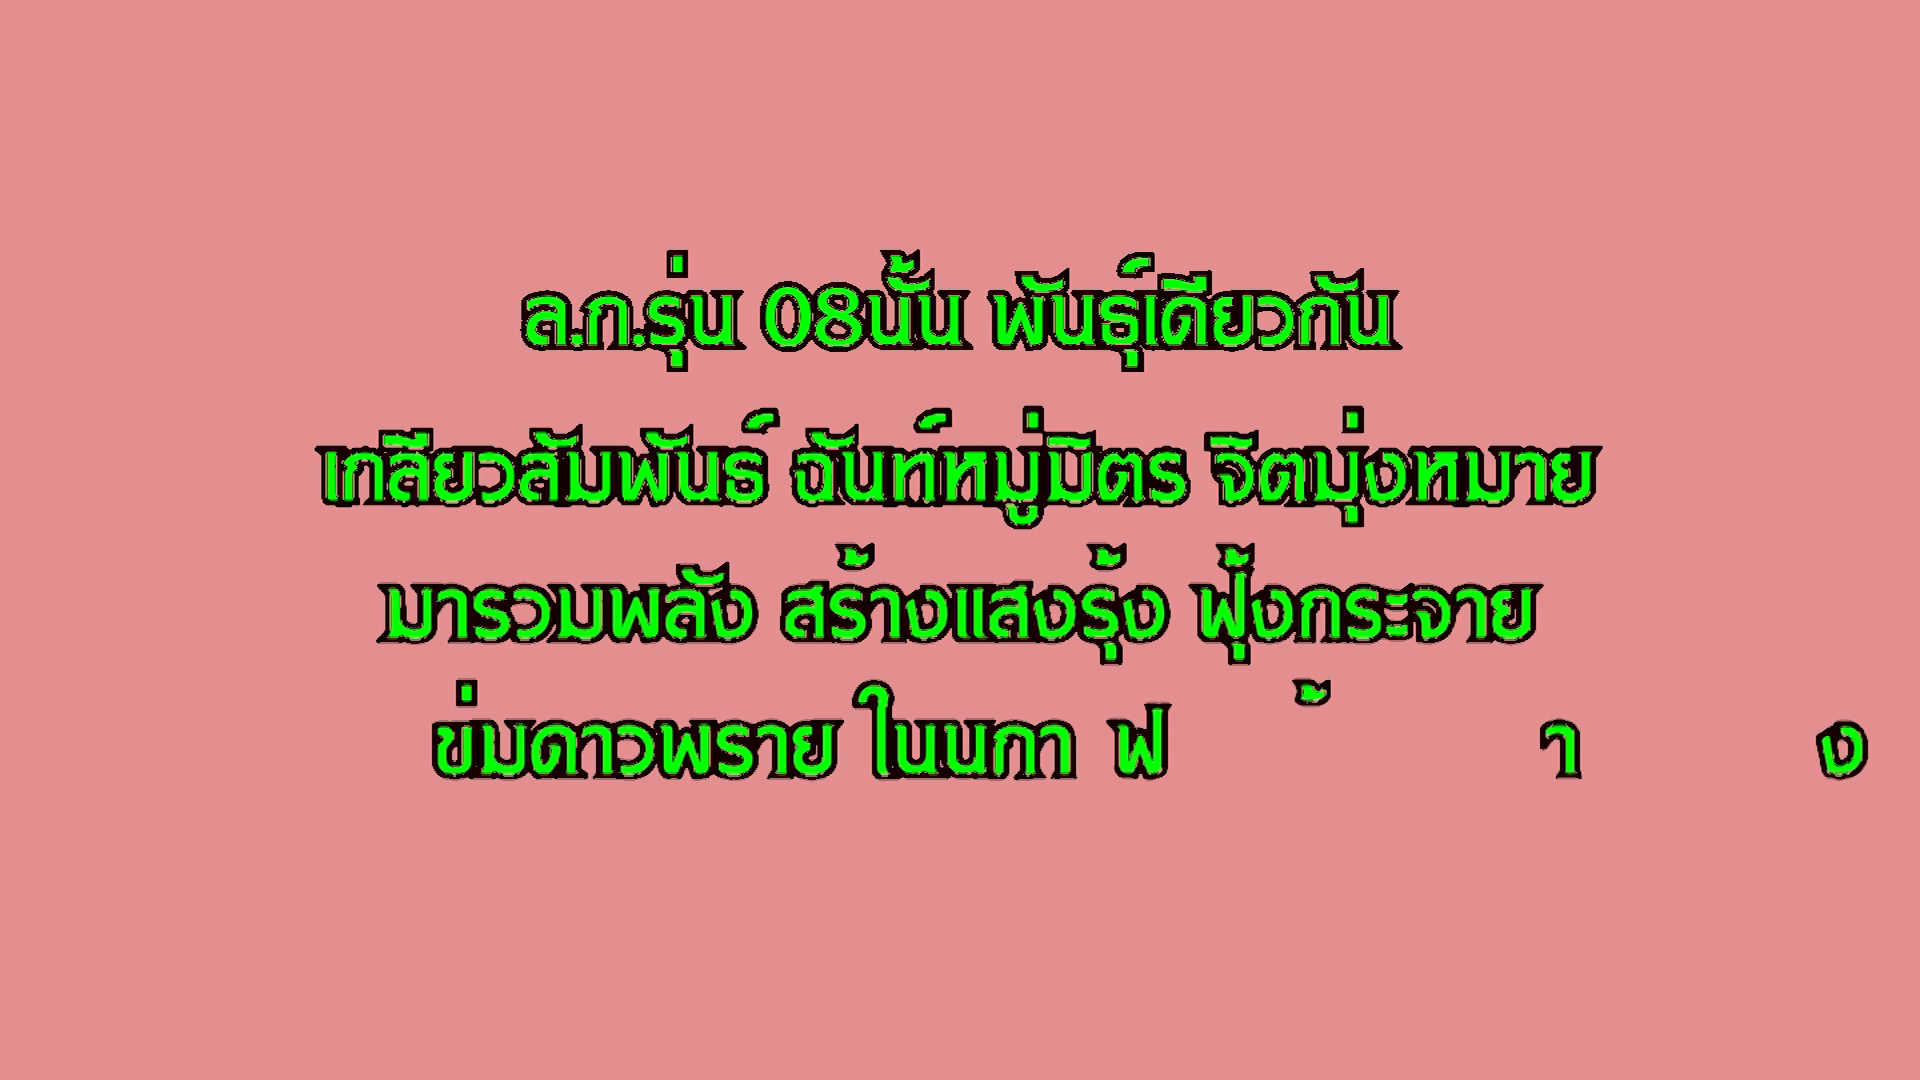 ล.ก.รุ่น 08นั้น พันธุ์เดียวกัน
เกลียวสัมพันธ์ ฉันท์หมู่มิตร จิตมุ่งหมาย
มารวมพลัง สร้างแสงรุ้ง ฟุ้งกระจาย
ข่มดาวพราย ในนภา ฟ้าง